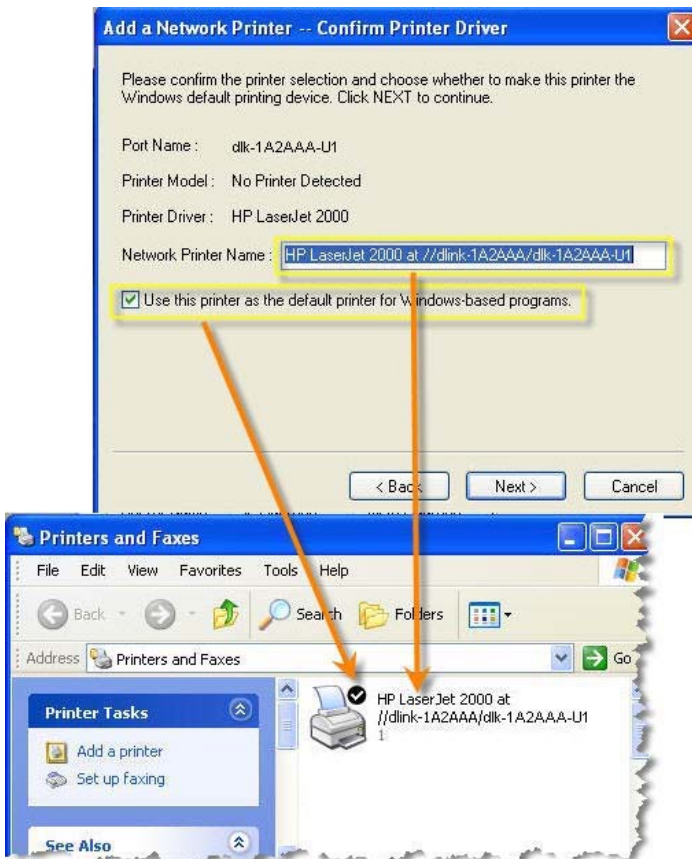 Add a Network Printer -- Confirm Printer Driver
Please confirm the printer selection and choose whether to make this printer the
Windows default printing device. Click NEXT to continue.
Port Name : dlk-1A2AAA-U1
Printer Model : No Printer Detected
Printer Driver : HP LaserJet 2000
Network Printer Name : HP LaserJet 2000 at //dlink-1A2AAA/dlk-1A2AAA-U1
Use this printer as the default printer for Windows-based programs.
< Back Next > Cancel
Printers and Faxes
File Edit View Favorites Tools Help
Back Search Folders
Address Printers and Faxes Go
Printer Tasks
Add a printer
Set up faxing
See Also
HP LaserJet 2000 at
//dlink-1A2AAA/dlk-1A2AAA-U1
1